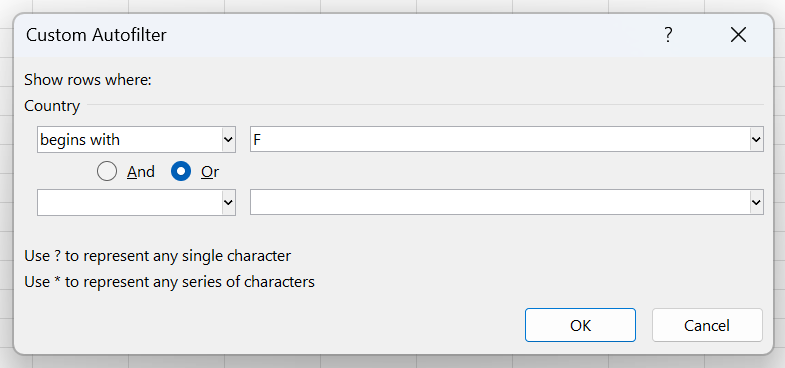 Custom Autofilter ?
Show rows where:
Country
begins with F
And Or
Use ? to represent any single character
Use * to represent any series of characters
OK Cancel